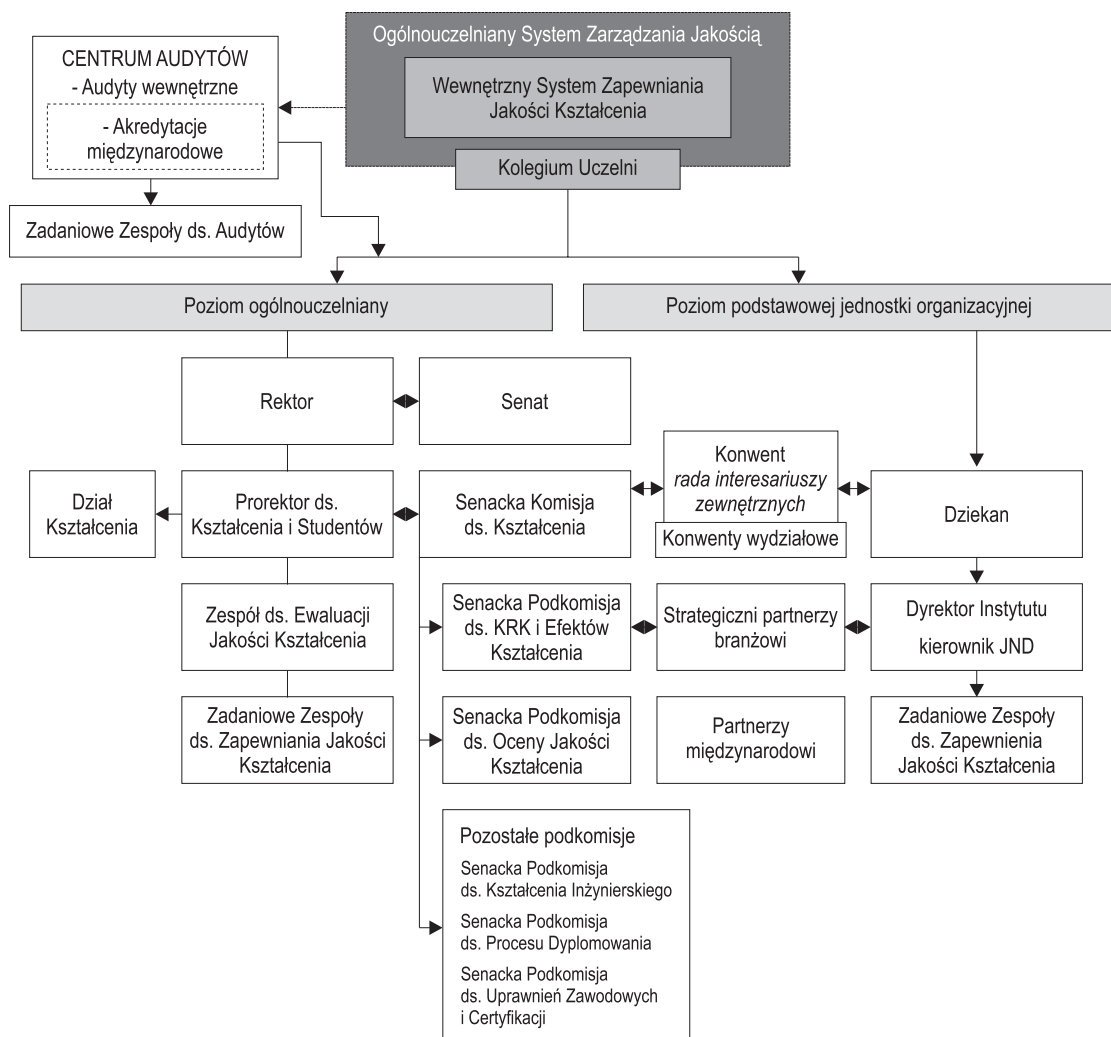 Ogólnouczelniany System Zarządzania Jakością
Wewnętrzny System Zapewniania
Jakości Kształcenia
Kolegium Uczelni
CENTRUM AUDYTÓW
- Audyty wewnętrzne
- Akredytacje
międzynarodowe
Zadaniowe Zespoły ds. Audytów
Poziom ogólnouczelniany
Poziom podstawowej jednostki organizacyjnej
Rektor
Senat
Dział
Kształcenia
Prorektor ds.
Kształcenia i Studentów
Senacka Komisja
ds. Kształcenia
Konwent
rada interesariuszy
zewnętrznych
Konwenty wydziałowe
Dziekan
Zespół ds. Ewaluacji
Jakości Kształcenia
Senacka Podkomisja
ds. KRK i Efektów
Kształcenia
Strategiczni partnerzy
branżowi
Dyrektor Instytutu
kierownik JND
Zadaniowe Zespoły
ds. Zapewniania Jakości
Kształcenia
Senacka Podkomisja
ds. Oceny Jakości
Kształcenia
Partnerzy
międzynarodowi
Zadaniowe Zespoły
ds. Zapewnienia
Jakości Kształcenia
Pozostałe podkomisje
Senacka Podkomisja
ds. Kształcenia Inżynierskiego
Senacka Podkomisja
ds. Procesu Dyplomowania
Senacka Podkomisja
ds. Uprawnień Zawodowych
i Certyfikacji